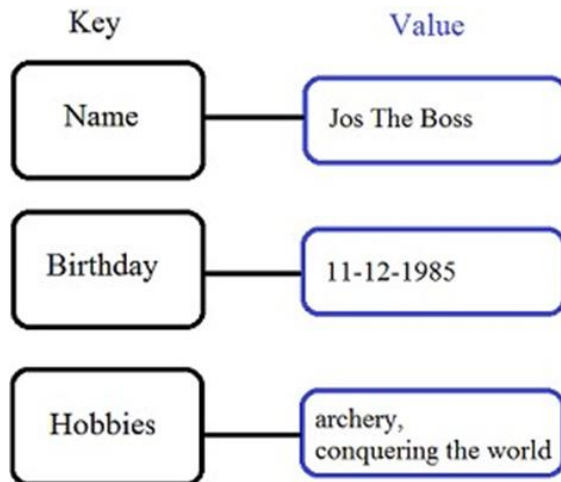 Key Value
Name Jos The Boss
Birthday 11-12-1985
Hobbies archery,
conquering the world